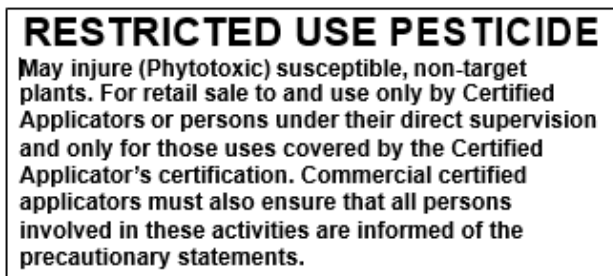 RESTRICTED USE PESTICIDE
May injure (Phytotoxic) susceptible, non-target
plants. For retail sale to and use only by Certified
Applicators or persons under their direct supervision
and only for those uses covered by the Certified
Applicator's certification. Commercial certified
applicators must also ensure that all persons
involved in these activities are informed of the
precautionary statements.